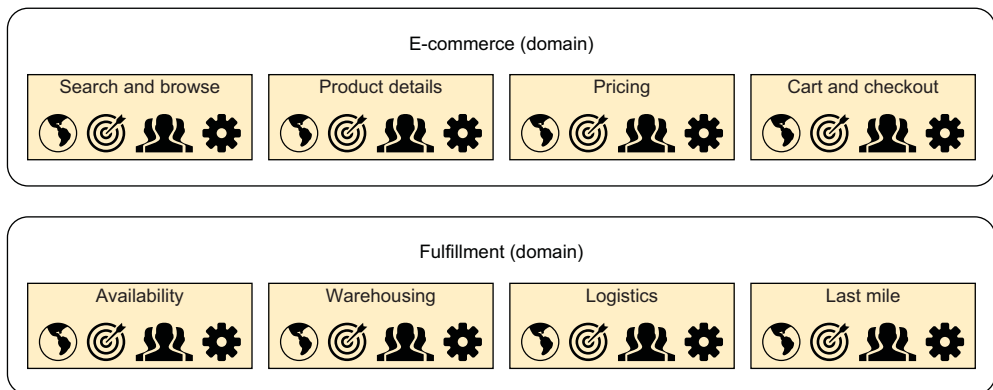 E-commerce (domain)
Search and browse
Product details
Pricing
Cart and checkout
Fulfillment (domain)
Availability
Warehousing
Logistics
Last mile